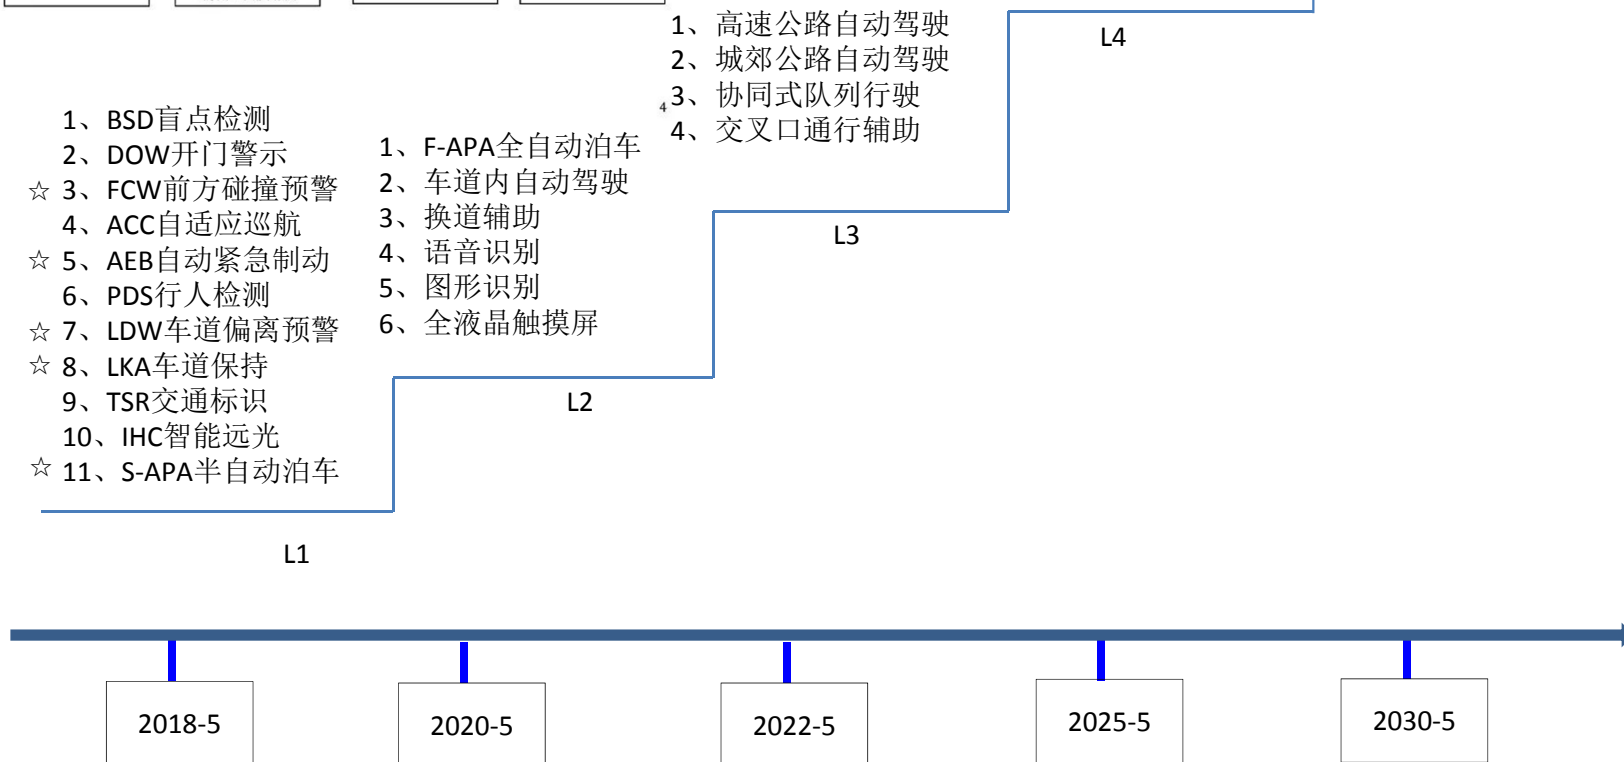 1、高速公路自动驾驶
2、城郊公路自动驾驶
4
3、协同式队列行驶
4、交叉口通行辅助
L4
1、BSD盲点检测
2、DOW开门警示
☆ 3、FCW前方碰撞预警
4、ACC自适应巡航
☆ 5、AEB自动紧急制动
6、PDS行人检测
☆ 7、LDW车道偏离预警
☆ 8、LKA车道保持
9、TSR交通标识
10、IHC智能远光
☆ 11、S-APA半自动泊车
1、F-APA全自动泊车
2、车道内自动驾驶
3、换道辅助
4、语音识别
5、图形识别
6、全液晶触摸屏
L3
L2
L1
2018-5
2020-5
2022-5
2025-5
2030-5